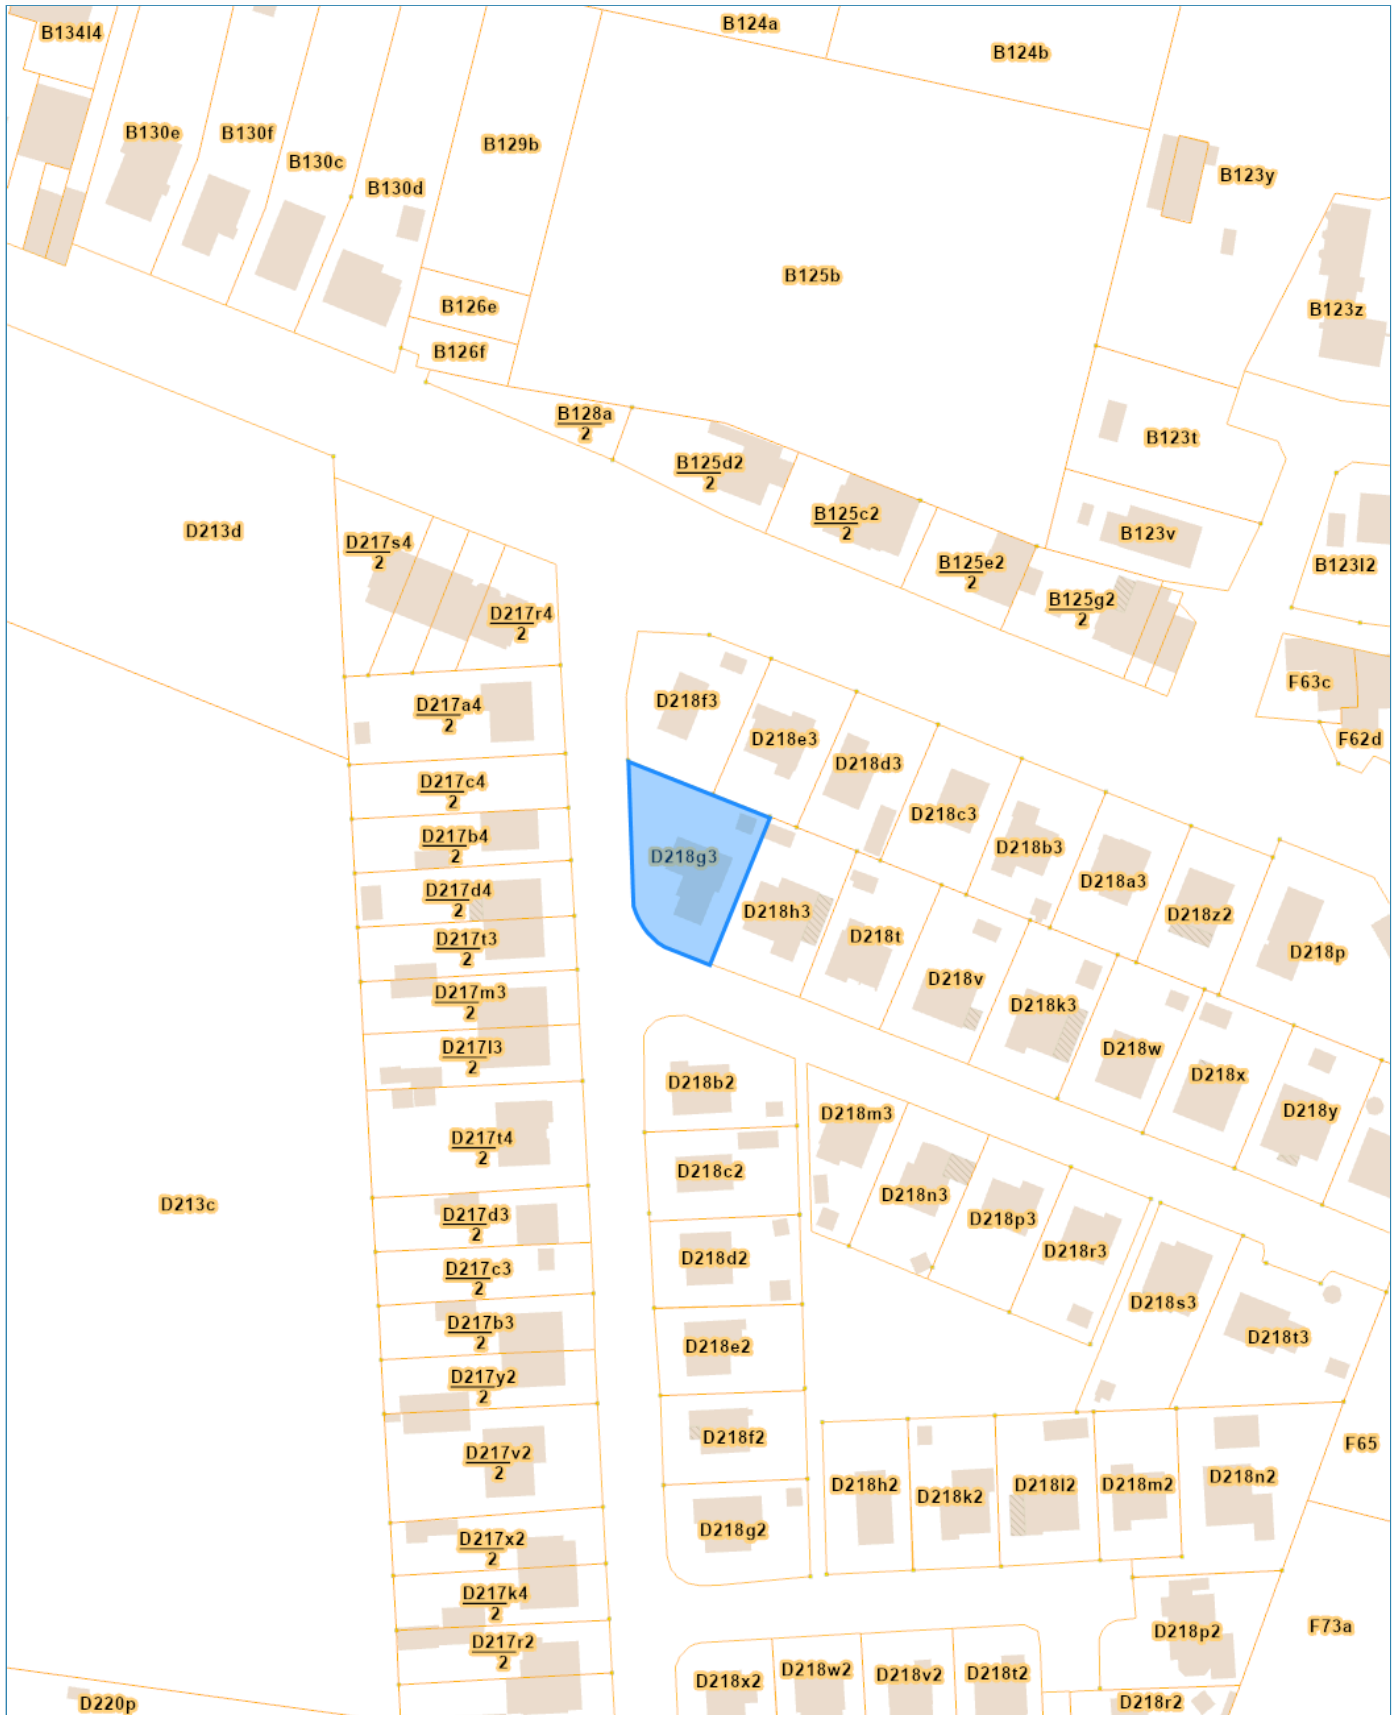 B124a
B134l4
B124b
B130e
B130f
B129b
B130c
B123y
B130d
B125b
B126e
B123z
B126f
B128a
2
B123t
B125d2
2
B125c2
2
D213d
B123v
D217s4
2
B125e2
2
B123l2
B125g2
2
D217r4
2
F63c
D218f3
D217a4
2
D218e3
F62d
D218d3
D217c4
2
D218c3
D217b4
2
D218b3
D218g3
D218a3
D217d4
2
D218h3
D218z2
D218t
D217t3
2
D218p
D218v
D217m3
2
D218k3
D217l3
2
D218w
D218x
D218b2
D218m3
D218y
D217t4
2
D218c2
D218n3
D213c
D217d3
2
D218p3
D218r3
D218d2
D217c3
2
D218s3
D217b3
2
D218t3
D218e2
D217y2
2
D218f2
F65
D217v2
2
D218h2
D218l2
D218m2
D218n2
D218k2
D218g2
D217x2
2
D217k4
2
F73a
D218p2
D217r2
2
D218w2
D218v2
D218t2
D218x2
D220p
D218r2